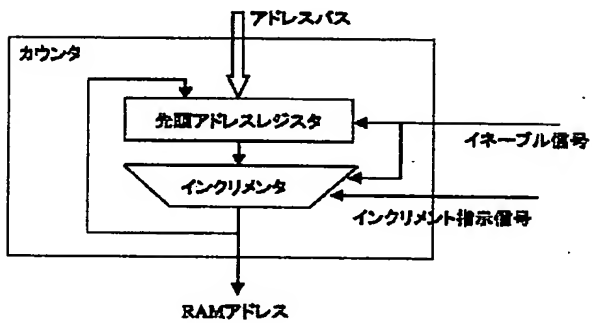 アドレスバス
カウンタ
先頭アドレスレジスタ
イネーブル信号
インクリメンタ
インクリメント指示信号
RAMアドレス